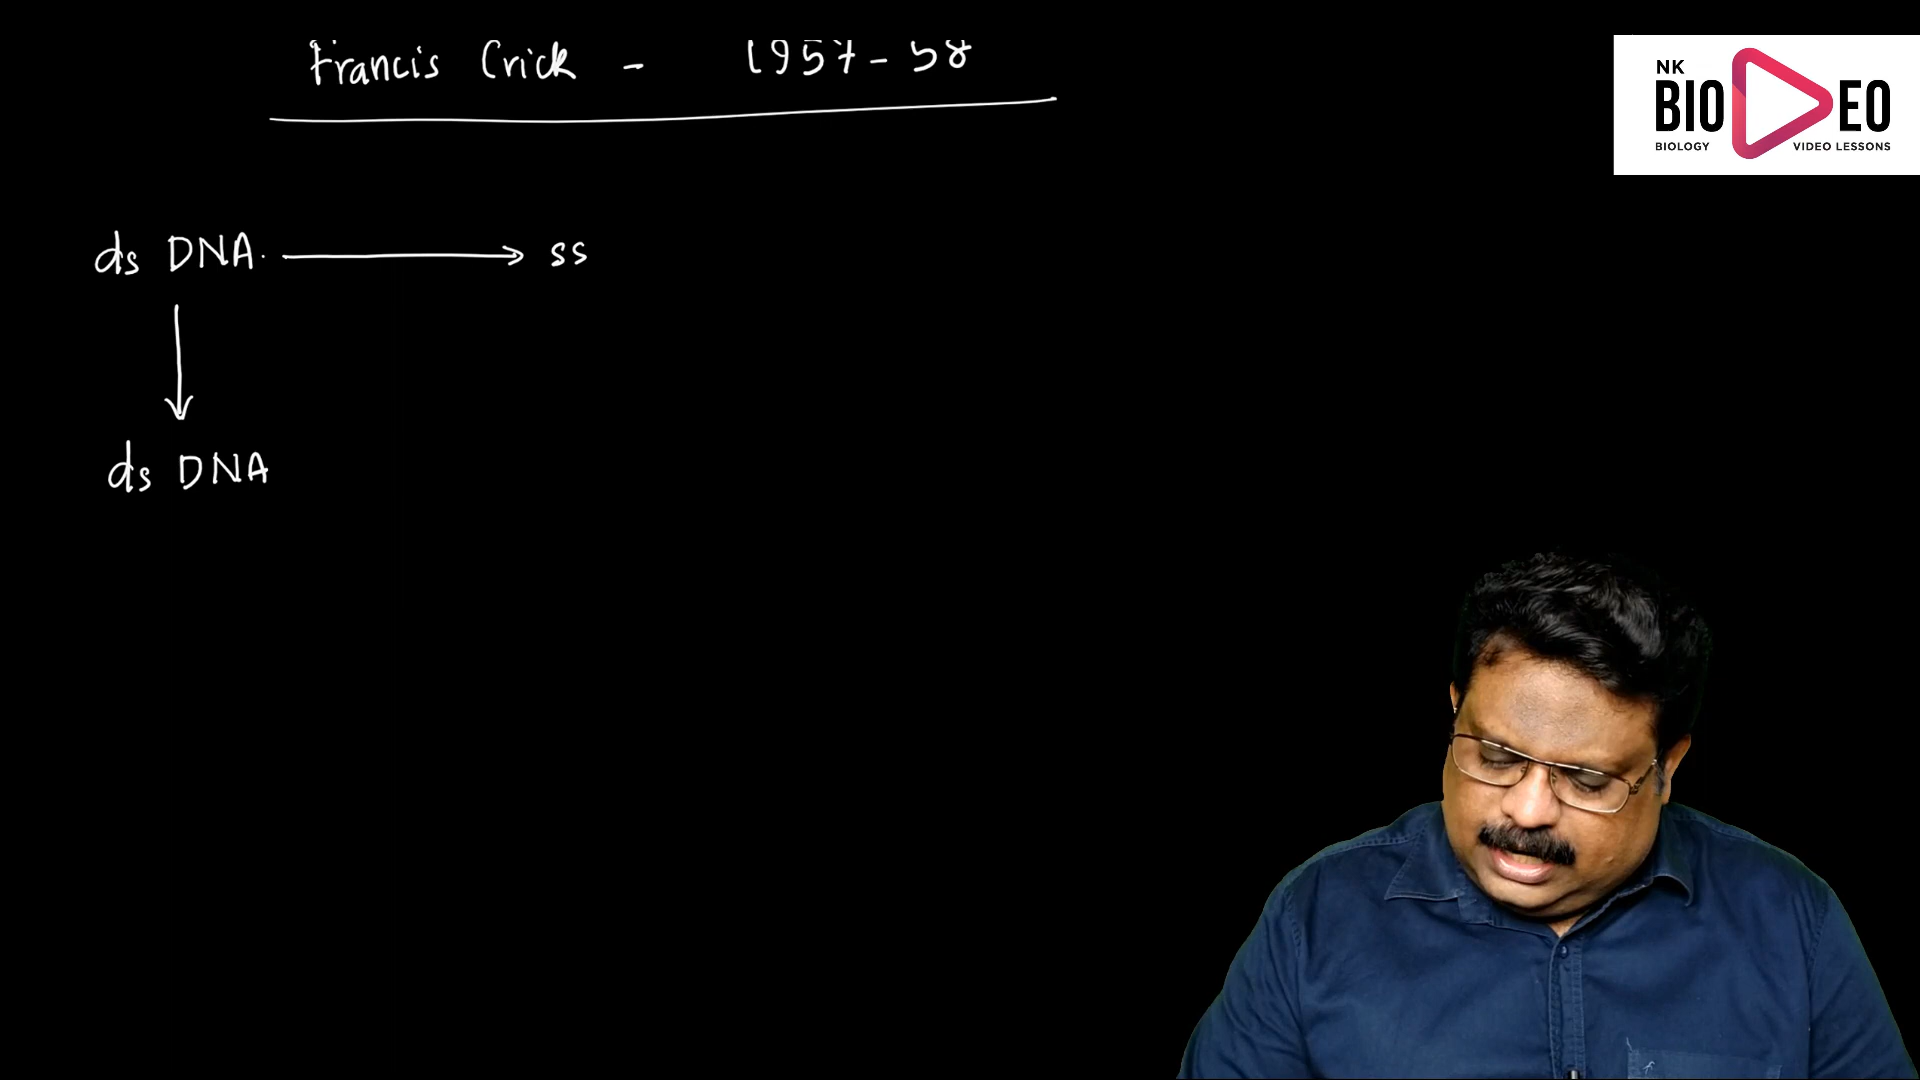 Francis Crick - 1957-58
NK
BIO EO
BIOLOGY VIDEO LESSONS
ds DNA. → ss
↓
ds DNA